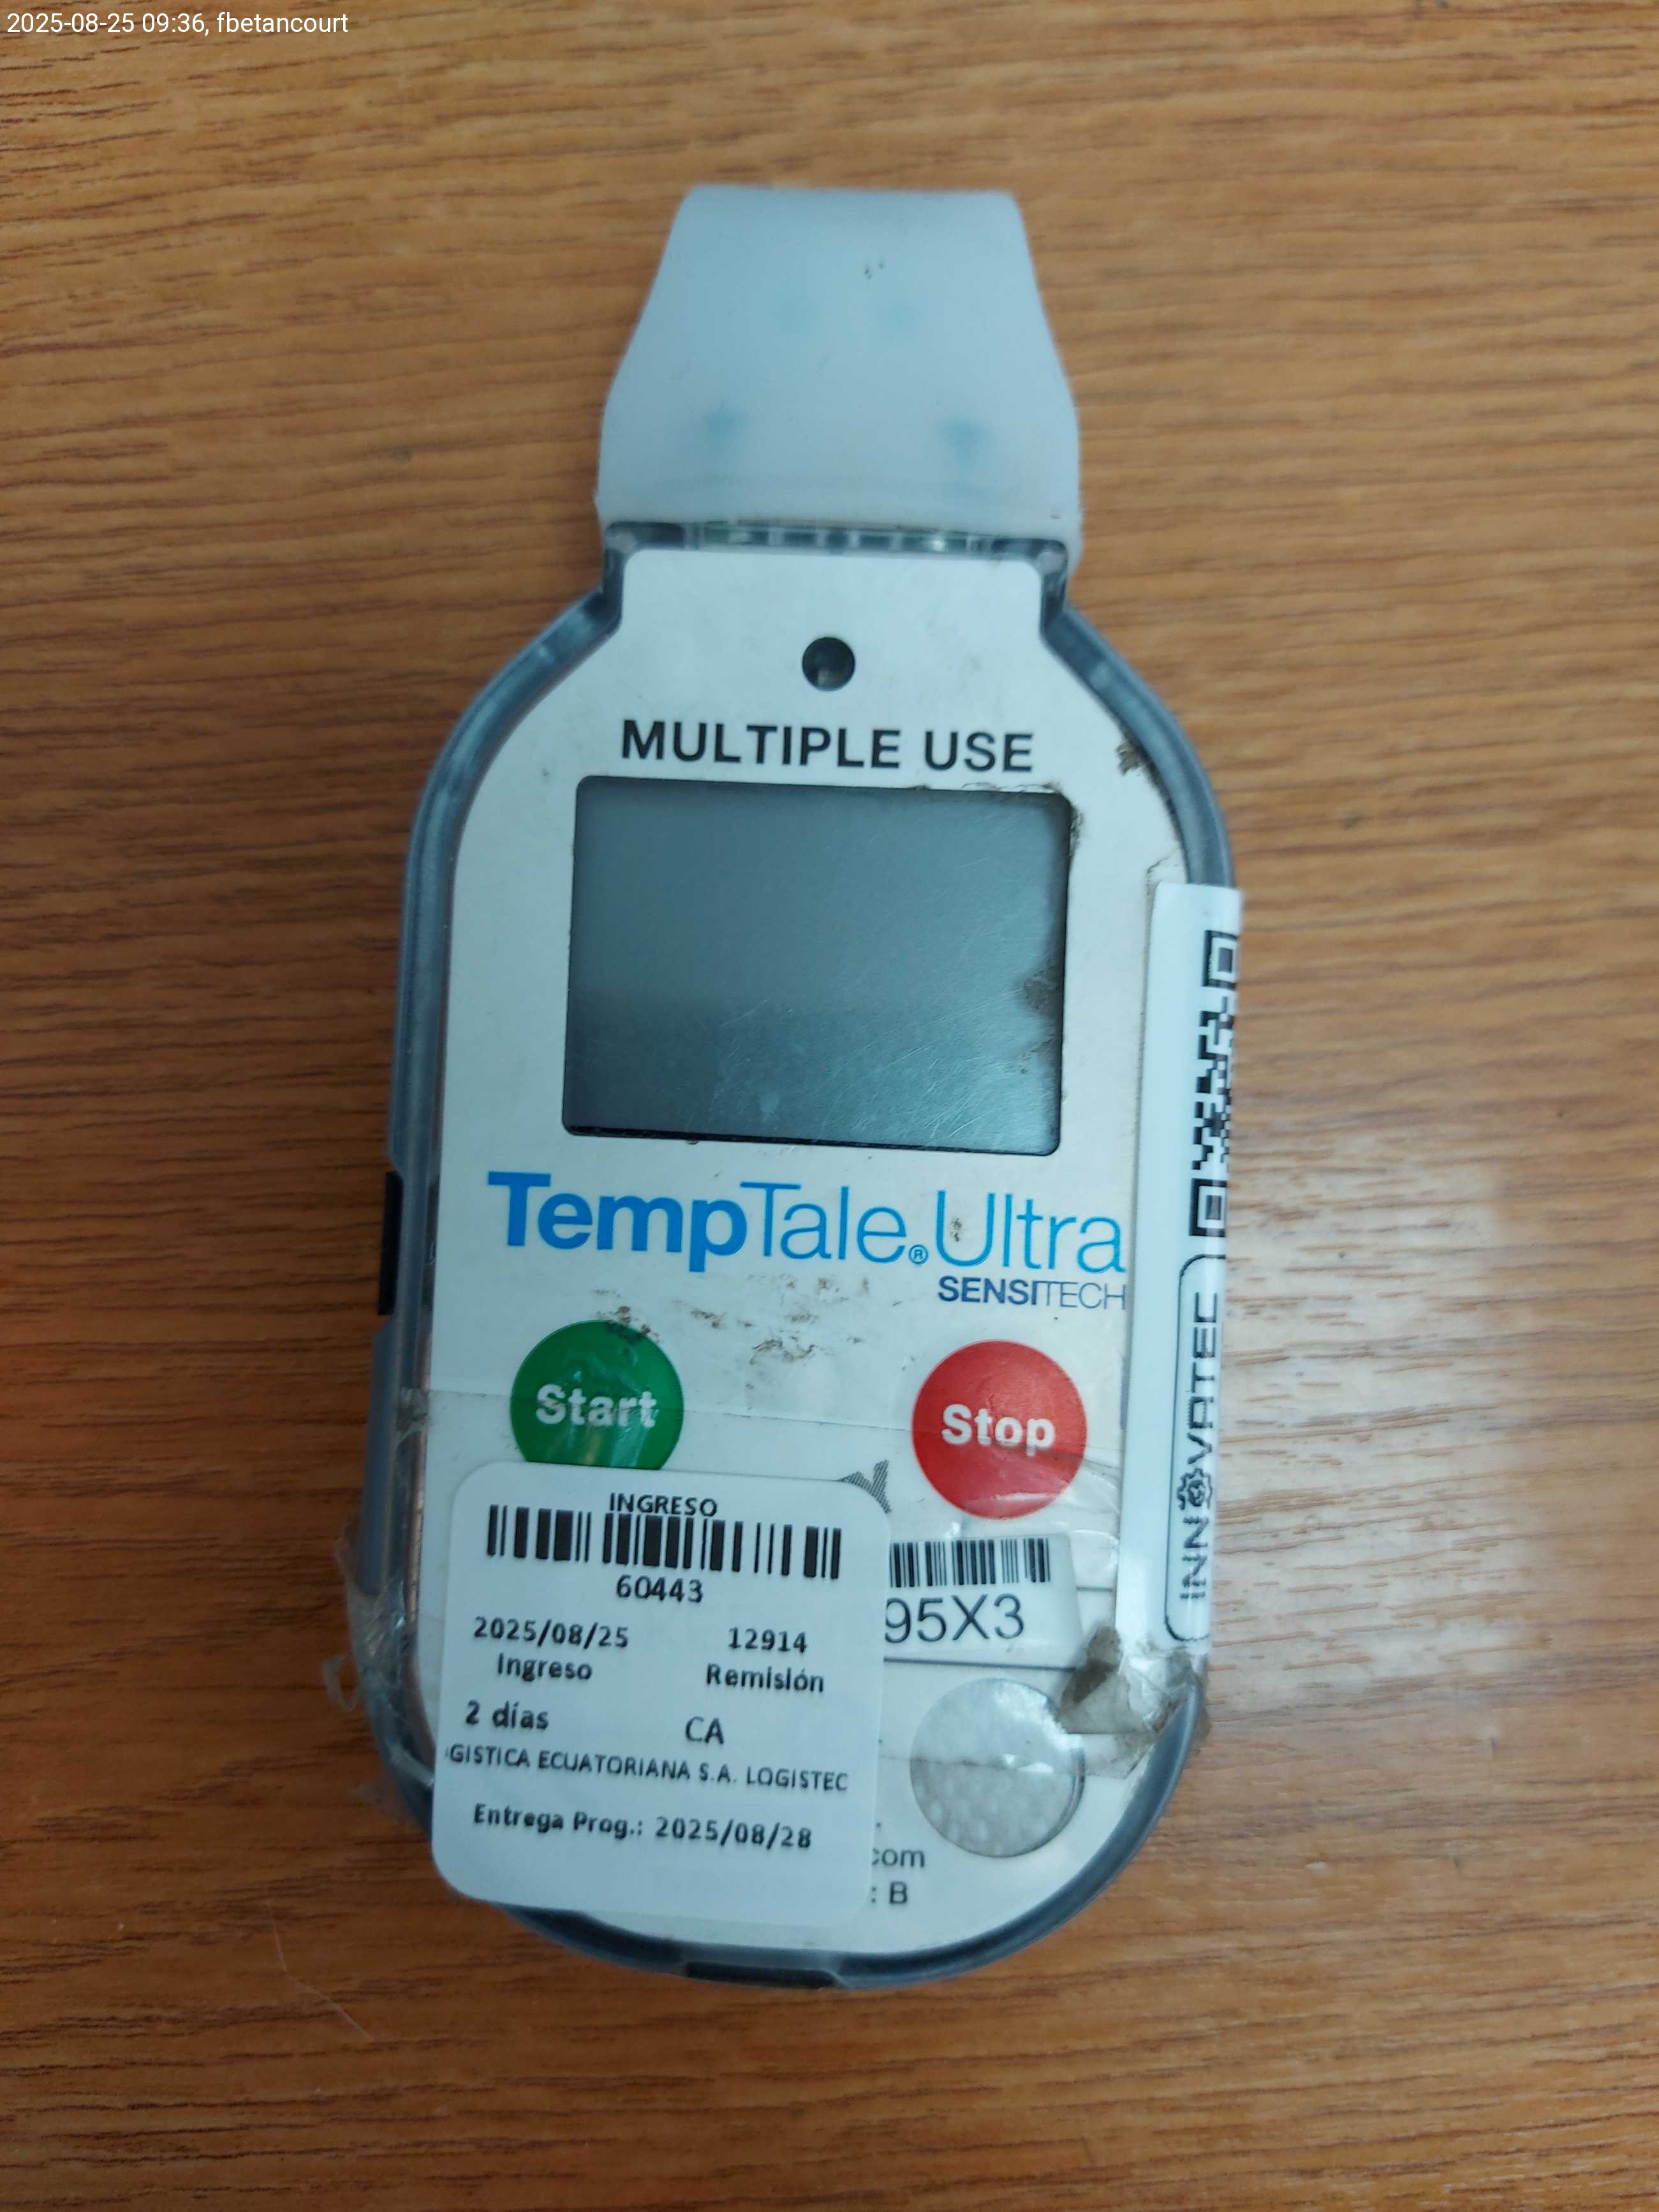 2025-08-25 09:36, fbetancourt
MULTIPLE USE
TempTale® Ultra
SENSITECH
Start
Stop
INGRESO
60443
2025/08/25 12914
Ingreso Remisión
2 días CA
GISTICA ECUATORIANA S.A. LOGISTEC
Entrega Prog.: 2025/08/28
95X3
com
: B
INNOVATEC